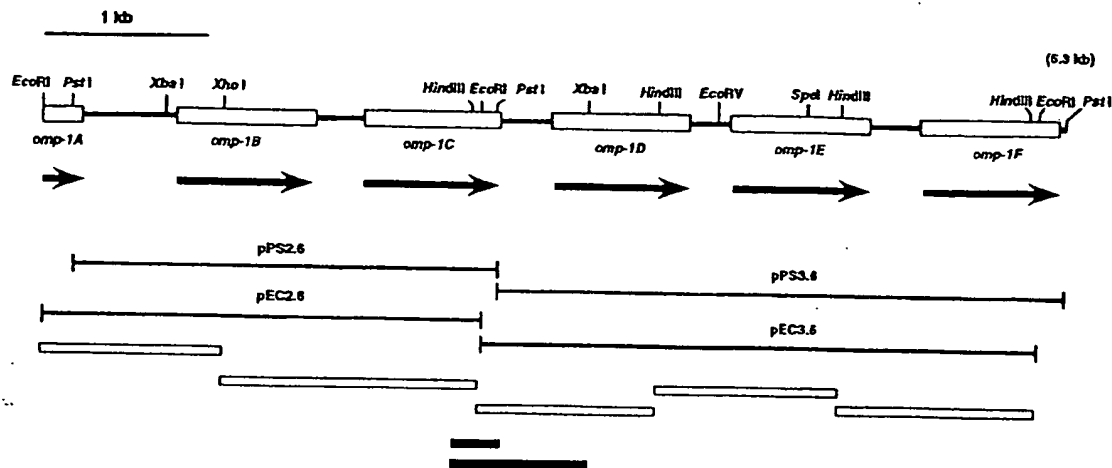 1 kb
(6.3 kb)
EcoRI PstI XbaI XhoI HindIII EcoRI PstI XbaI HindIII EcoRV SpeI HindIII HindIII EcoRI PstI
omp-1A omp-1B omp-1C omp-1D omp-1E omp-1F
pPS2.6
pPS3.6
pEC2.6
pEC3.6